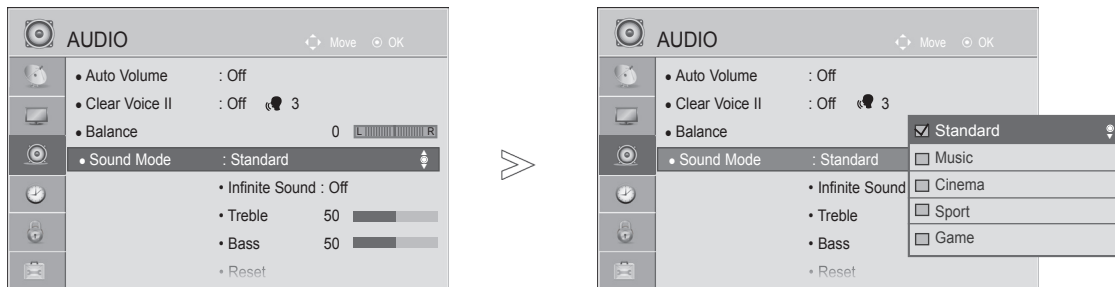 AUDIO
Move OK
• Auto Volume : Off
• Clear Voice II : Off 3
• Balance 0 L R
• Sound Mode : Standard
• Infinite Sound : Off
• Treble 50
• Bass 50
• Reset
AUDIO
Move OK
• Auto Volume : Off
• Clear Voice II : Off 3
• Balance
• Sound Mode : Standard
• Infinite Sound
• Treble
• Bass
• Reset
Standard
Music
Cinema
Sport
Game